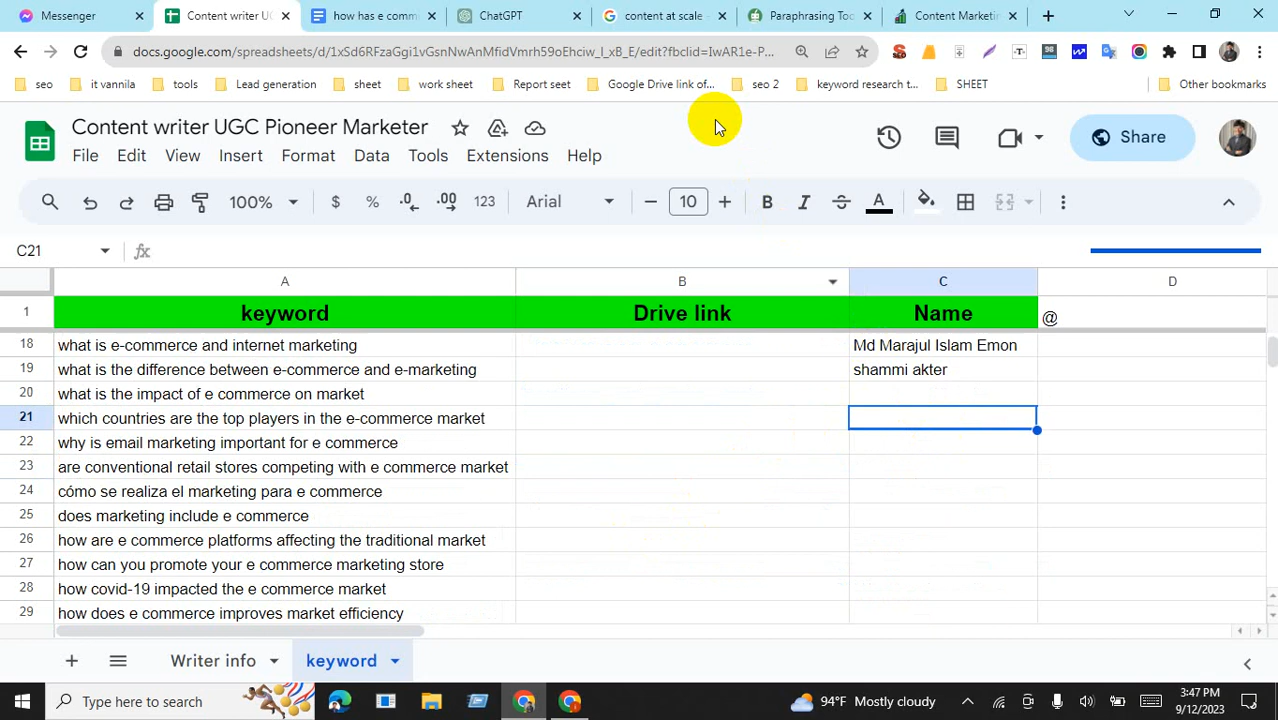 Messenger
Content writer UGC
how has e comm
ChatGPT
content at scale -
Paraphrasing Too
Content Marketin
docs.google.com/spreadsheets/d/1xSd6RFzaGgi1vGsnNwAnMfidVmrh59oEhciw_l_xB_E/edit?fbclid=IwAR1e-P...
seo
it vannila
tools
Lead generation
sheet
work sheet
Report seet
Google Drive link of...
seo 2
keyword research t...
SHEET
Other bookmarks
Content writer UGC Pioneer Marketer
Share
File Edit View Insert Format Data Tools Extensions Help
100% $ % .0 .00 123 Arial 10 B I S A
C21 fx
A B C D
1 keyword Drive link Name @
18 what is e-commerce and internet marketing Md Marajul Islam Emon
19 what is the difference between e-commerce and e-marketing shammi akter
20 what is the impact of e commerce on market
21 which countries are the top players in the e-commerce market
22 why is email marketing important for e commerce
23 are conventional retail stores competing with e commerce market
24 cómo se realiza el marketing para e commerce
25 does marketing include e commerce
26 how are e commerce platforms affecting the traditional market
27 how can you promote your e commerce marketing store
28 how covid-19 impacted the e commerce market
29 how does e commerce improves market efficiency
Writer info
keyword
Type here to search
94°F Mostly cloudy
3:47 PM
9/12/2023